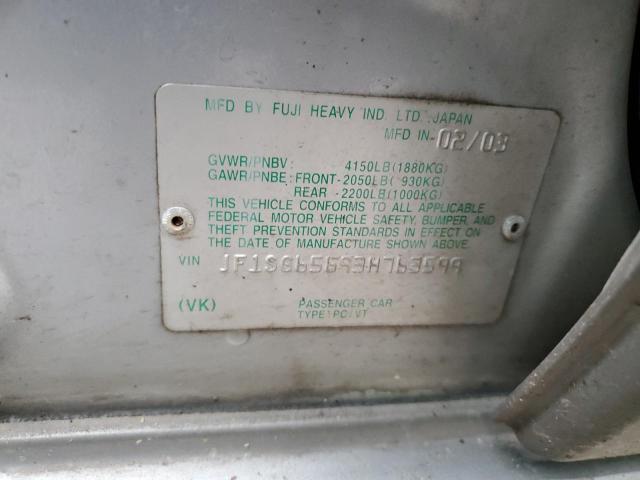 MFD BY FUJI HEAVY IND. LTD. JAPAN
MFD IN-02/03
GVWR/PNBV: 4150LB(1880KG)
GAWR/PNBE: FRONT-2050LB( 930KG)
REAR -2200LB(1000KG)
THIS VEHICLE CONFORMS TO ALL APPLICABLE
FEDERAL MOTOR VEHICLE SAFETY, BUMPER, AND
THEFT PREVENTION STANDARDS IN EFFECT ON
THE DATE OF MANUFACTURE SHOWN ABOVE.
VIN JF1SG65693H763599
(VK) PASSENGER CAR
TYPE:PC/VT